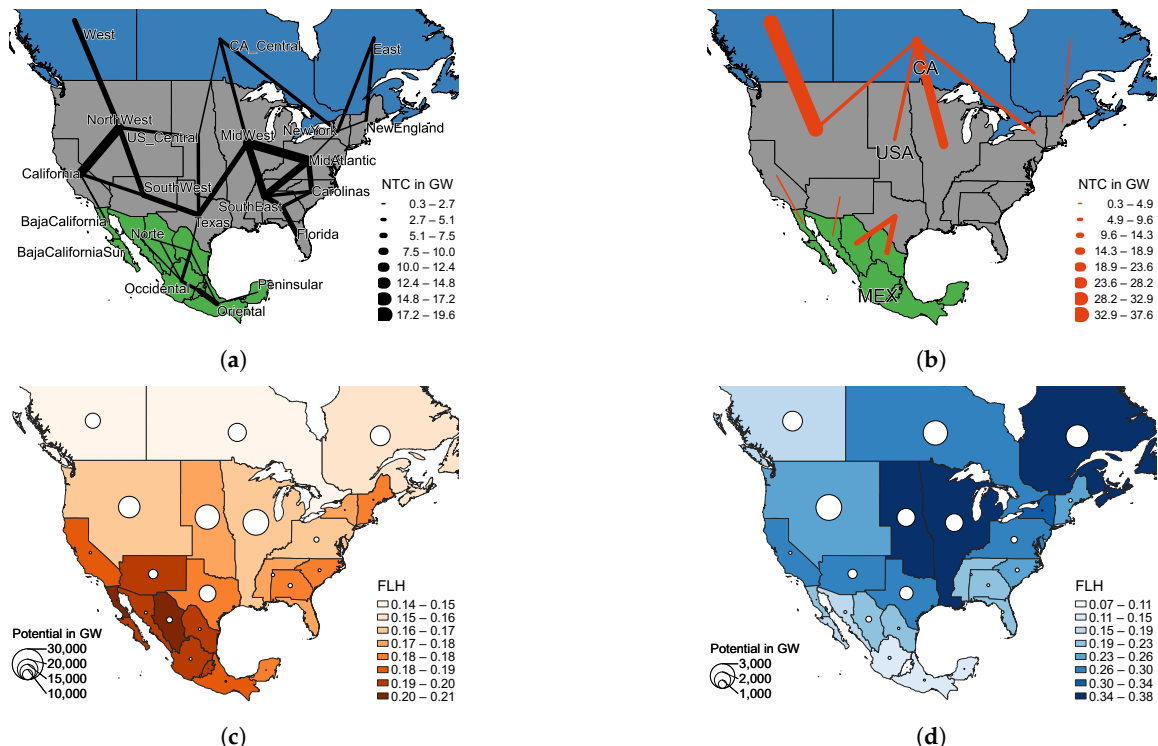 West
CA_Central
East
NorthWest
US_Central
MidWest
NewYork
NewEngland
MidAtlantic
California
SouthWest
Carolinas
SouthEast
Texas
BajaCalifornia
Norte
Florida
BajaCaliforniaSur
Occidental
Peninsular
Oriental
NTC in GW
0.3 – 2.7
2.7 – 5.1
5.1 – 7.5
7.5 – 10.0
10.0 – 12.4
12.4 – 14.8
14.8 – 17.2
17.2 – 19.6
(a)
CA
USA
MEX
NTC in GW
0.3 – 4.9
4.9 – 9.6
9.6 – 14.3
14.3 – 18.9
18.9 – 23.6
23.6 – 28.2
28.2 – 32.9
32.9 – 37.6
(b)
FLH
0.14 – 0.15
0.15 – 0.16
0.16 – 0.17
0.17 – 0.18
0.18 – 0.18
0.18 – 0.19
0.19 – 0.20
0.20 – 0.21
Potential in GW
30,000
20,000
15,000
10,000
(c)
FLH
0.07 – 0.11
0.11 – 0.15
0.15 – 0.19
0.19 – 0.23
0.23 – 0.26
0.26 – 0.30
0.30 – 0.34
0.34 – 0.38
Potential in GW
3,000
2,000
1,000
(d)